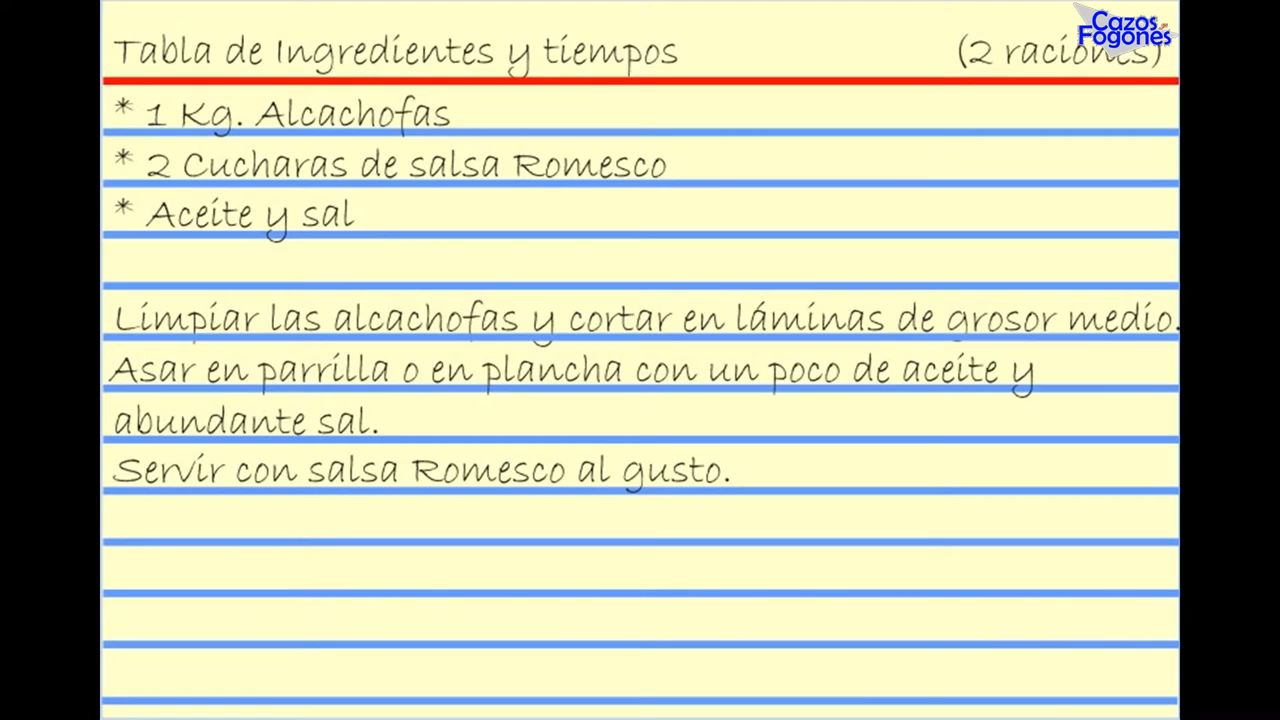 Cazos
Fogones
Tabla de Ingredientes y tiempos (2 raciones)
* 1 Kg. Alcachofas
* 2 Cucharas de salsa Romesco
* Aceite y sal
Limpiar las alcachofas y cortar en láminas de grosor medio.
Asar en parrilla o en plancha con un poco de aceite y
abundante sal.
Servir con salsa Romesco al gusto.